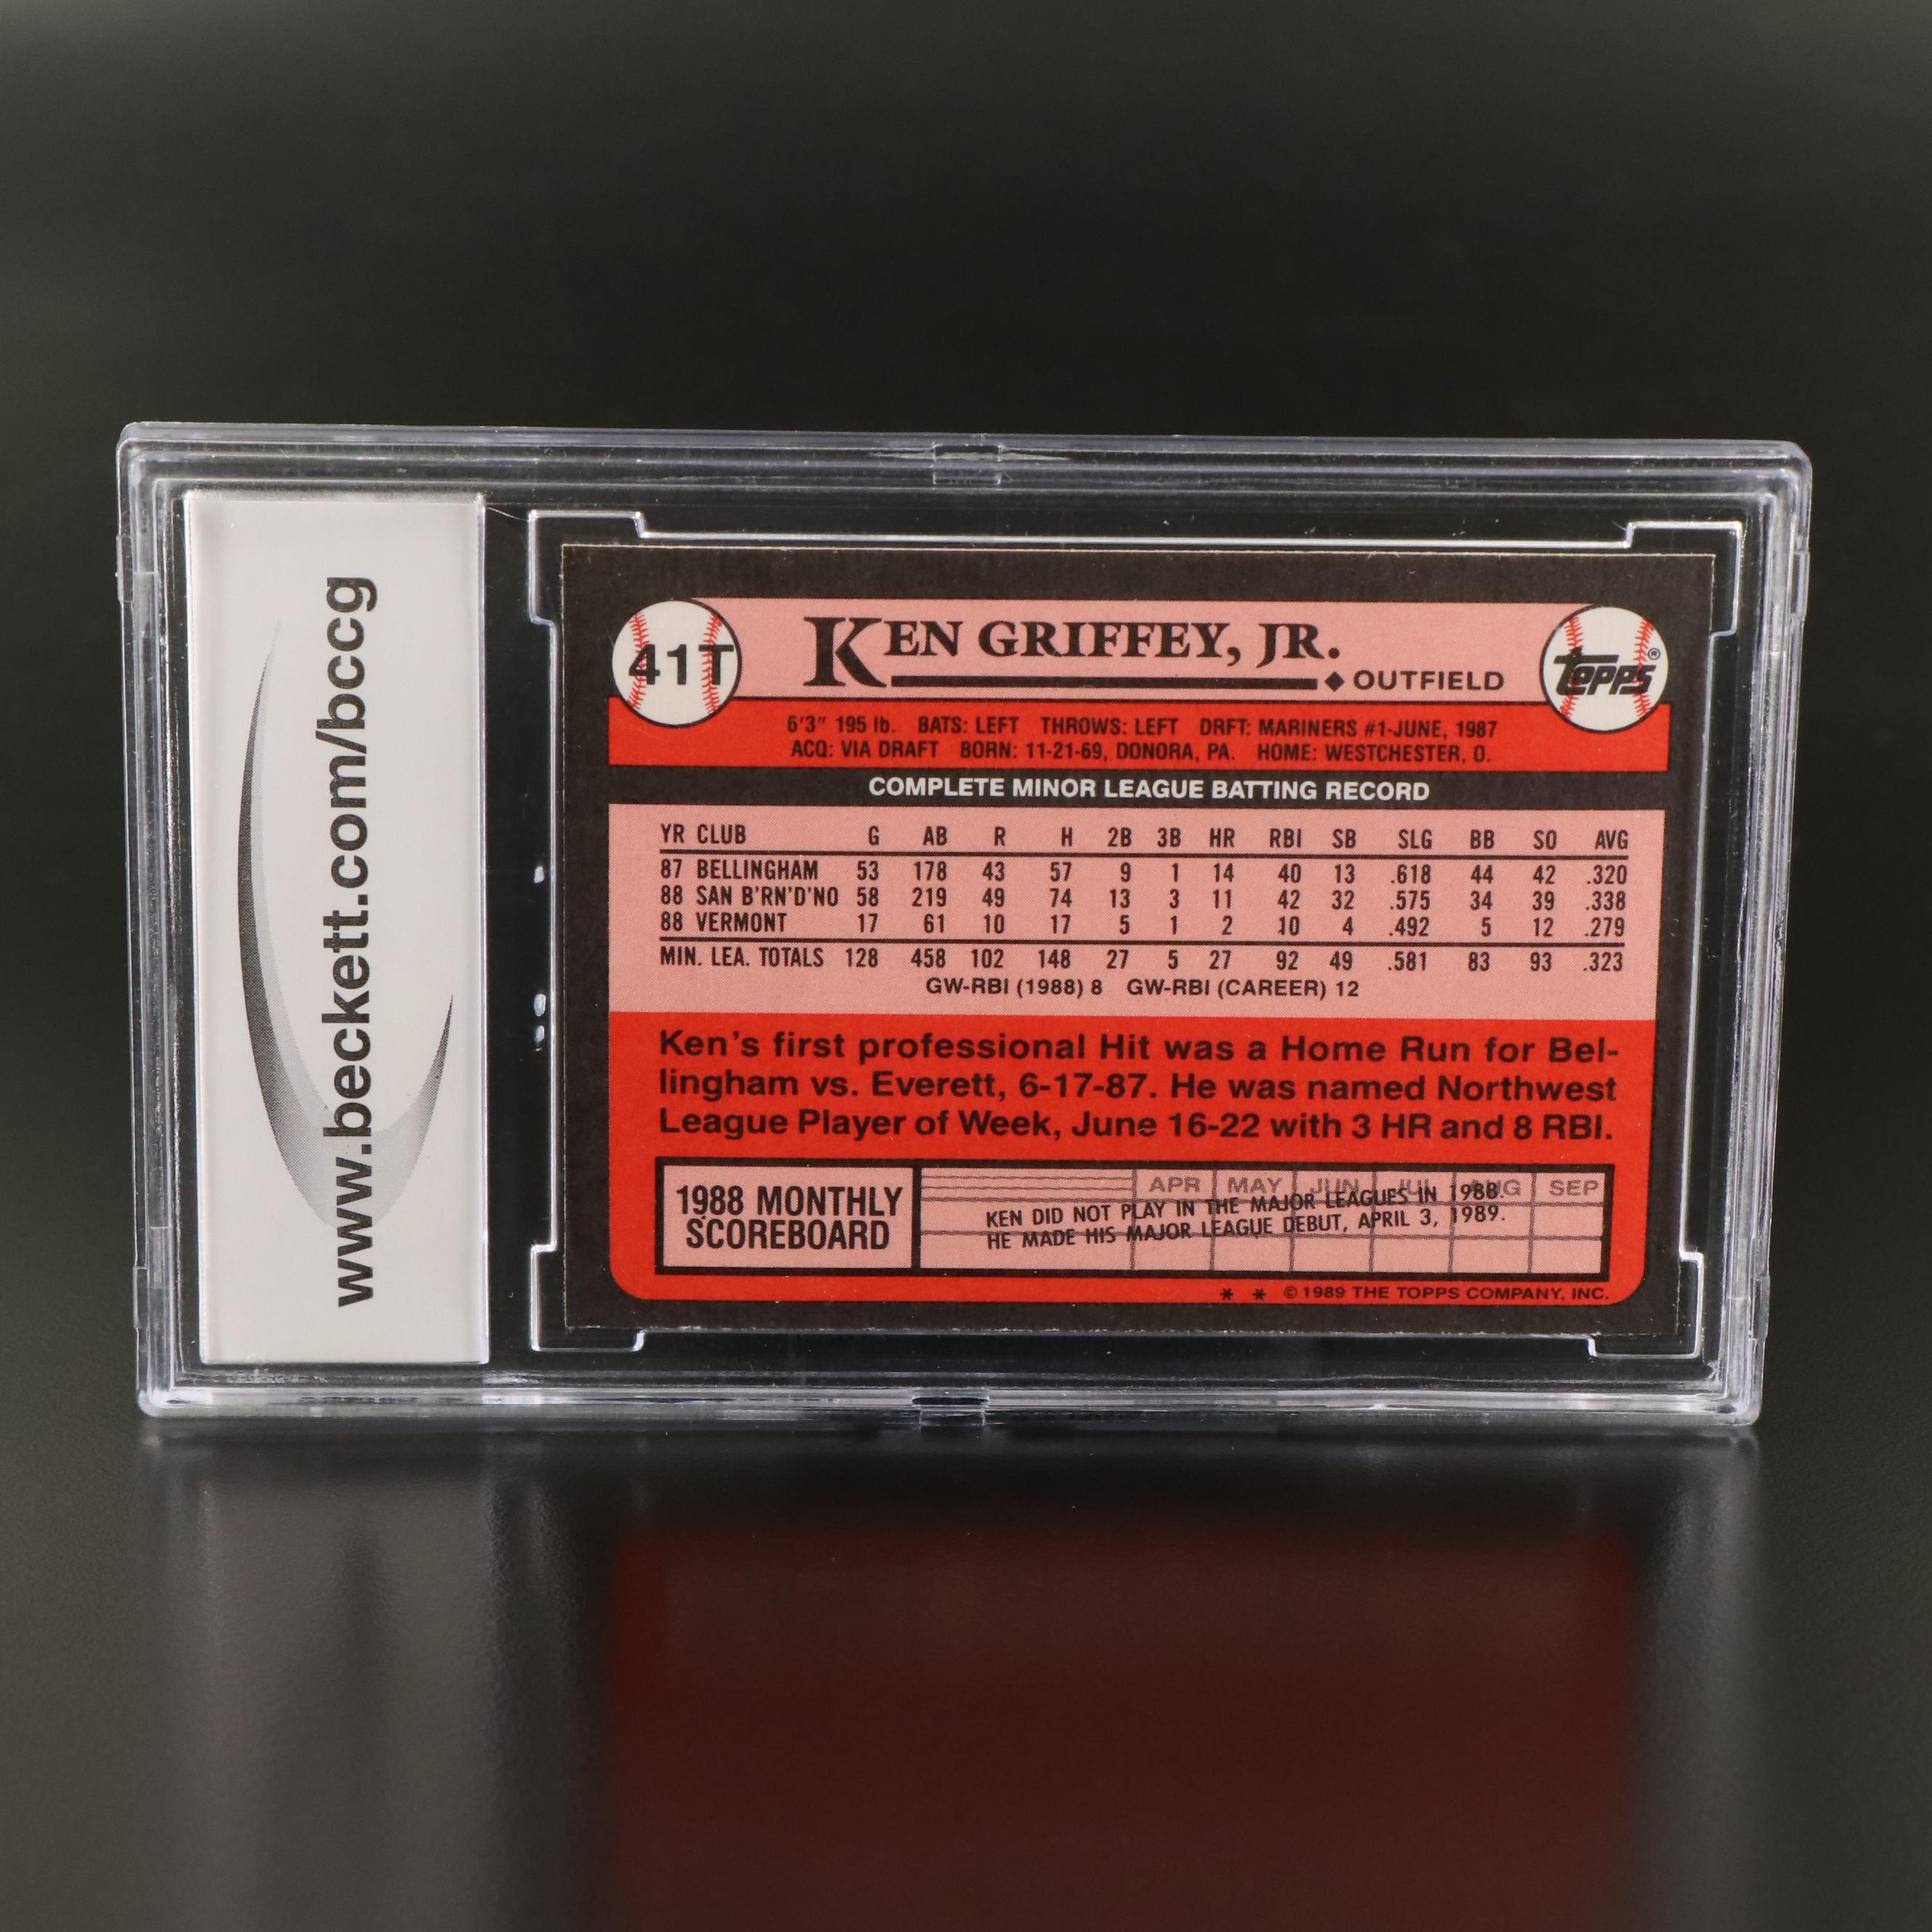 www.beckett.com/bccg
41T
KEN GRIFFEY, JR.
◆ OUTFIELD
topps®
6'3" 195 lb. BATS: LEFT THROWS: LEFT DRFT: MARINERS #1-JUNE, 1987
ACQ: VIA DRAFT BORN: 11-21-69, DONORA, PA. HOME: WESTCHESTER, O.
COMPLETE MINOR LEAGUE BATTING RECORD
YR CLUB G AB R H 2B 3B HR RBI SB SLG BB SO AVG
87 BELLINGHAM 53 178 43 57 9 1 14 40 13 .618 44 42 .320
88 SAN B'RN'D'NO 58 219 49 74 13 3 11 42 32 .575 34 39 .338
88 VERMONT 17 61 10 17 5 1 2 10 4 .492 5 12 .279
MIN. LEA. TOTALS 128 458 102 148 27 5 27 92 49 .581 83 93 .323
GW-RBI (1988) 8 GW-RBI (CAREER) 12
Ken's first professional Hit was a Home Run for Bel-
lingham vs. Everett, 6-17-87. He was named Northwest
League Player of Week, June 16-22 with 3 HR and 8 RBI.
1988 MONTHLY
SCOREBOARD
APR MAY JUN JUL AUG SEP
KEN DID NOT PLAY IN THE MAJOR LEAGUES IN 1988.
HE MADE HIS MAJOR LEAGUE DEBUT, APRIL 3, 1989.
* * © 1989 THE TOPPS COMPANY, INC.